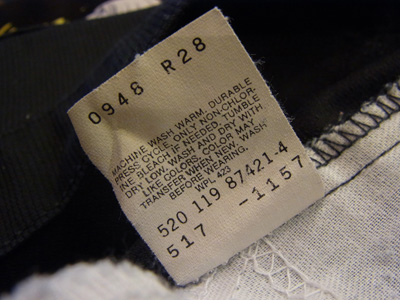 0948 R28
MACHINE WASH, WARM, DURABLE
PRESS CYCLE, ONLY NON-CHLOR-
INE BLEACH IF NEEDED, TUMBLE
DRY LOW. WASH AND DRY WITH
LIKE COLORS. COLOR MAY
TRANSFER WHEN NEW. WASH
BEFORE WEARING.
WPL 423
520 119 87421.4
517 -1157